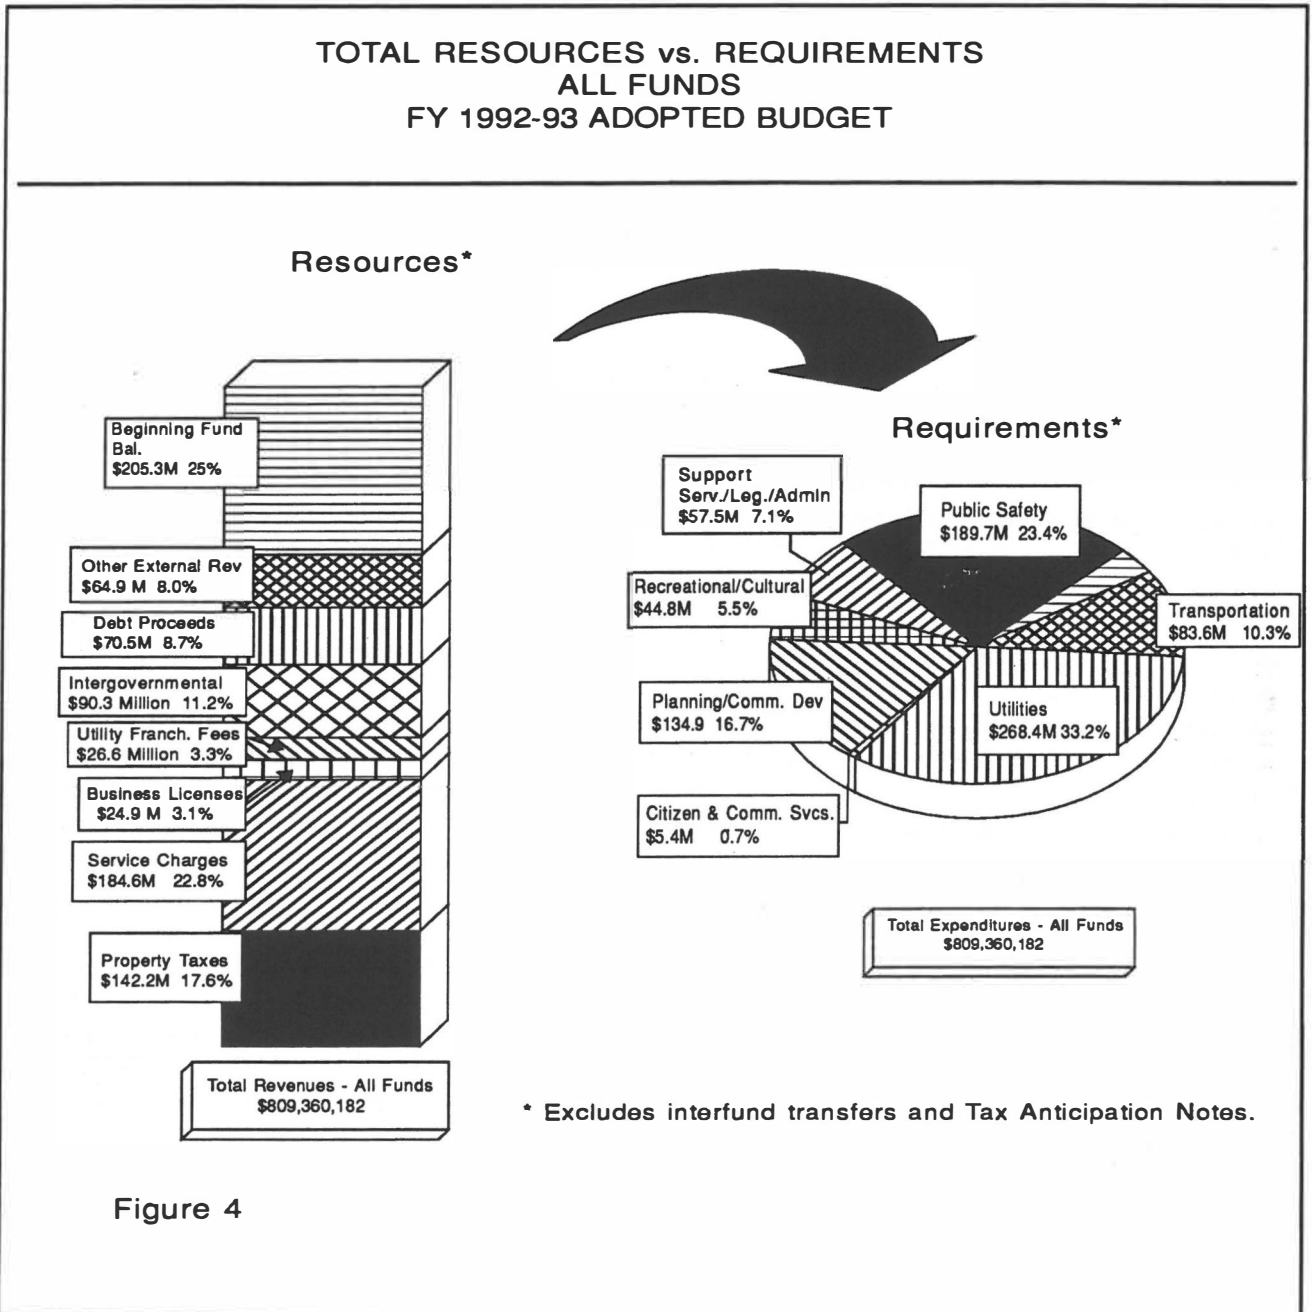 TOTAL RESOURCES vs. REQUIREMENTS
ALL FUNDS
FY 1992-93 ADOPTED BUDGET
Resources*
Beginning Fund
Bal.
$205.3M 25%
Other External Rev
$64.9 M 8.0%
Debt Proceeds
$70.5M 8.7%
Intergovernmental
$90.3 Million 11.2%
Utility Franch. Fees
$26.6 Million 3.3%
Business Licenses
$24.9 M 3.1%
Service Charges
$184.6M 22.8%
Property Taxes
$142.2M 17.6%
Total Revenues - All Funds
$809,360,182
Requirements*
Support
Serv./Leg./Admin
$57.5M 7.1%
Public Safety
$189.7M 23.4%
Recreational/Cultural
$44.8M 5.5%
Transportation
$83.6M 10.3%
Planning/Comm. Dev
$134.9 16.7%
Utilities
$268.4M 33.2%
Citizen & Comm. Svcs.
$5.4M 0.7%
Total Expenditures - All Funds
$809,360,182
* Excludes interfund transfers and Tax Anticipation Notes.
Figure 4